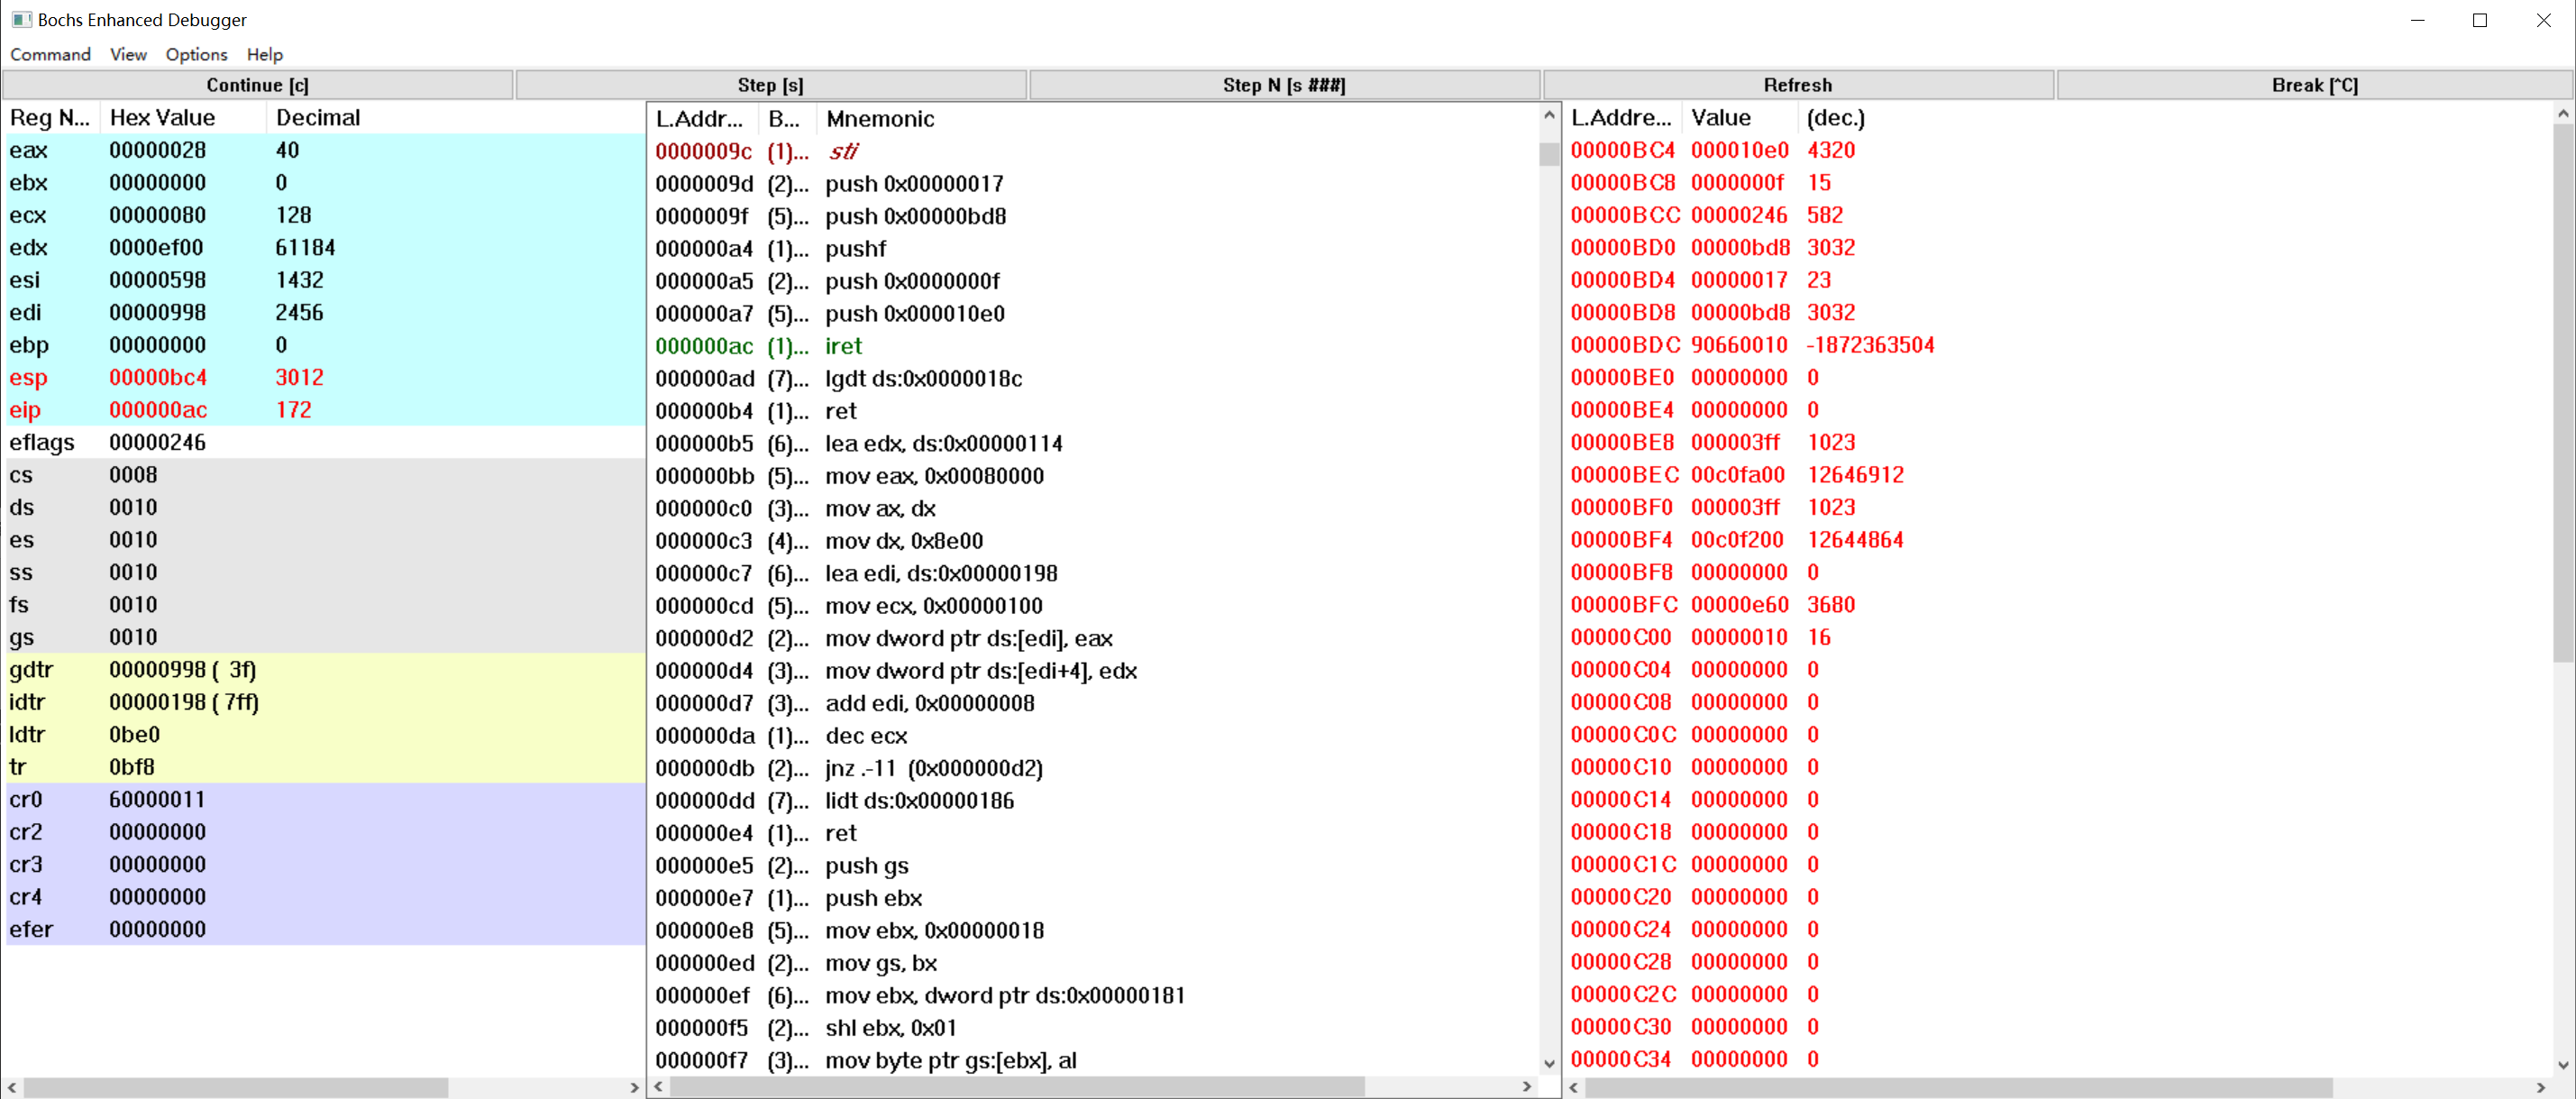 Bochs Enhanced Debugger
Command View Options Help
Continue [c] Step [s] Step N [s ###] Refresh Break [^C]
Reg N... Hex Value Decimal
eax 00000028 40
ebx 00000000 0
ecx 00000080 128
edx 0000ef00 61184
esi 00000598 1432
edi 00000998 2456
ebp 00000000 0
esp 00000bc4 3012
eip 000000ac 172
eflags 00000246
cs 0008
ds 0010
es 0010
ss 0010
fs 0010
gs 0010
gdtr 00000998 ( 3f)
idtr 00000198 ( 7ff)
ldtr 0be0
tr 0bf8
cr0 60000011
cr2 00000000
cr3 00000000
cr4 00000000
efer 00000000
L.Addr... B... Mnemonic
0000009c (1)... sti
0000009d (2)... push 0x00000017
0000009f (5)... push 0x00000bd8
000000a4 (1)... pushf
000000a5 (2)... push 0x0000000f
000000a7 (5)... push 0x000010e0
000000ac (1)... iret
000000ad (7)... lgdt ds:0x0000018c
000000b4 (1)... ret
000000b5 (6)... lea edx, ds:0x00000114
000000bb (5)... mov eax, 0x00080000
000000c0 (3)... mov ax, dx
000000c3 (4)... mov dx, 0x8e00
000000c7 (6)... lea edi, ds:0x00000198
000000cd (5)... mov ecx, 0x00000100
000000d2 (2)... mov dword ptr ds:[edi], eax
000000d4 (3)... mov dword ptr ds:[edi+4], edx
000000d7 (3)... add edi, 0x00000008
000000da (1)... dec ecx
000000db (2)... jnz .-11 (0x000000d2)
000000dd (7)... lidt ds:0x00000186
000000e4 (1)... ret
000000e5 (2)... push gs
000000e7 (1)... push ebx
000000e8 (5)... mov ebx, 0x00000018
000000ed (2)... mov gs, bx
000000ef (6)... mov ebx, dword ptr ds:0x00000181
000000f5 (2)... shl ebx, 0x01
000000f7 (3)... mov byte ptr gs:[ebx], al
L.Addre... Value (dec.)
00000BC4 000010e0 4320
00000BC8 0000000f 15
00000BCC 00000246 582
00000BD0 00000bd8 3032
00000BD4 00000017 23
00000BD8 00000bd8 3032
00000BDC 90660010 -1872363504
00000BE0 00000000 0
00000BE4 00000000 0
00000BE8 000003ff 1023
00000BEC 00c0fa00 12646912
00000BF0 000003ff 1023
00000BF4 00c0f200 12644864
00000BF8 00000000 0
00000BFC 00000e60 3680
00000C00 00000010 16
00000C04 00000000 0
00000C08 00000000 0
00000C0C 00000000 0
00000C10 00000000 0
00000C14 00000000 0
00000C18 00000000 0
00000C1C 00000000 0
00000C20 00000000 0
00000C24 00000000 0
00000C28 00000000 0
00000C2C 00000000 0
00000C30 00000000 0
00000C34 00000000 0